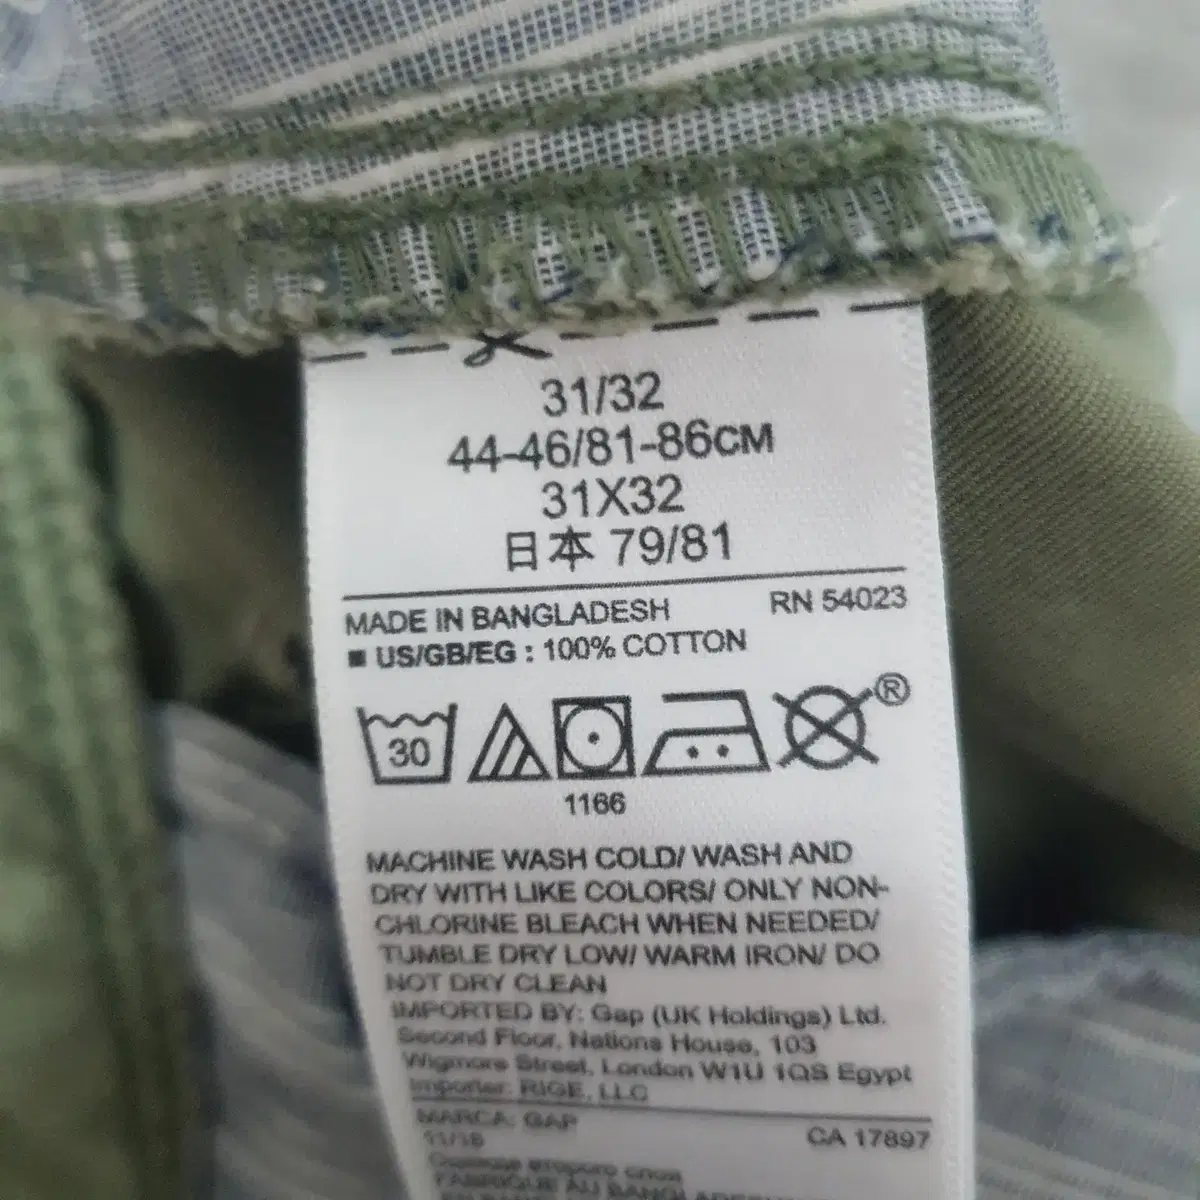 31/32
44-46/81-86CM
31X32
日本 79/81
MADE IN BANGLADESH RN 54023
■ US/GB/EG : 100% COTTON
30 ®
1166
MACHINE WASH COLD/ WASH AND
DRY WITH LIKE COLORS/ ONLY NON-
CHLORINE BLEACH WHEN NEEDED/
TUMBLE DRY LOW/ WARM IRON/ DO
NOT DRY CLEAN
IMPORTED BY: Gap (UK Holdings) Ltd.
Second Floor, Nations House, 103
Wigmore Street, London W1U 1QS Egypt
Importer: RIGE, LLC
MARCA: GAP
CA 17897
FABRIQUÉ AU BANGLADESH